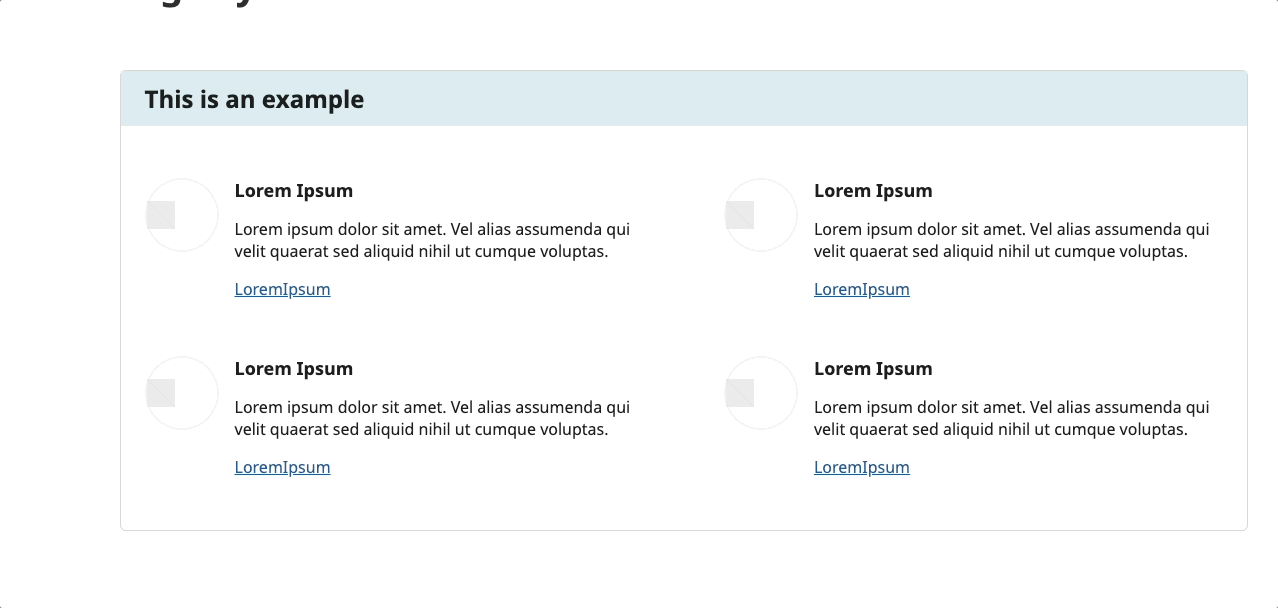 This is an example
Lorem Ipsum
Lorem ipsum dolor sit amet. Vel alias assumenda qui
velit quaerat sed aliquid nihil ut cumque voluptas.
LoremIpsum
Lorem Ipsum
Lorem ipsum dolor sit amet. Vel alias assumenda qui
velit quaerat sed aliquid nihil ut cumque voluptas.
LoremIpsum
Lorem Ipsum
Lorem ipsum dolor sit amet. Vel alias assumenda qui
velit quaerat sed aliquid nihil ut cumque voluptas.
LoremIpsum
Lorem Ipsum
Lorem ipsum dolor sit amet. Vel alias assumenda qui
velit quaerat sed aliquid nihil ut cumque voluptas.
LoremIpsum